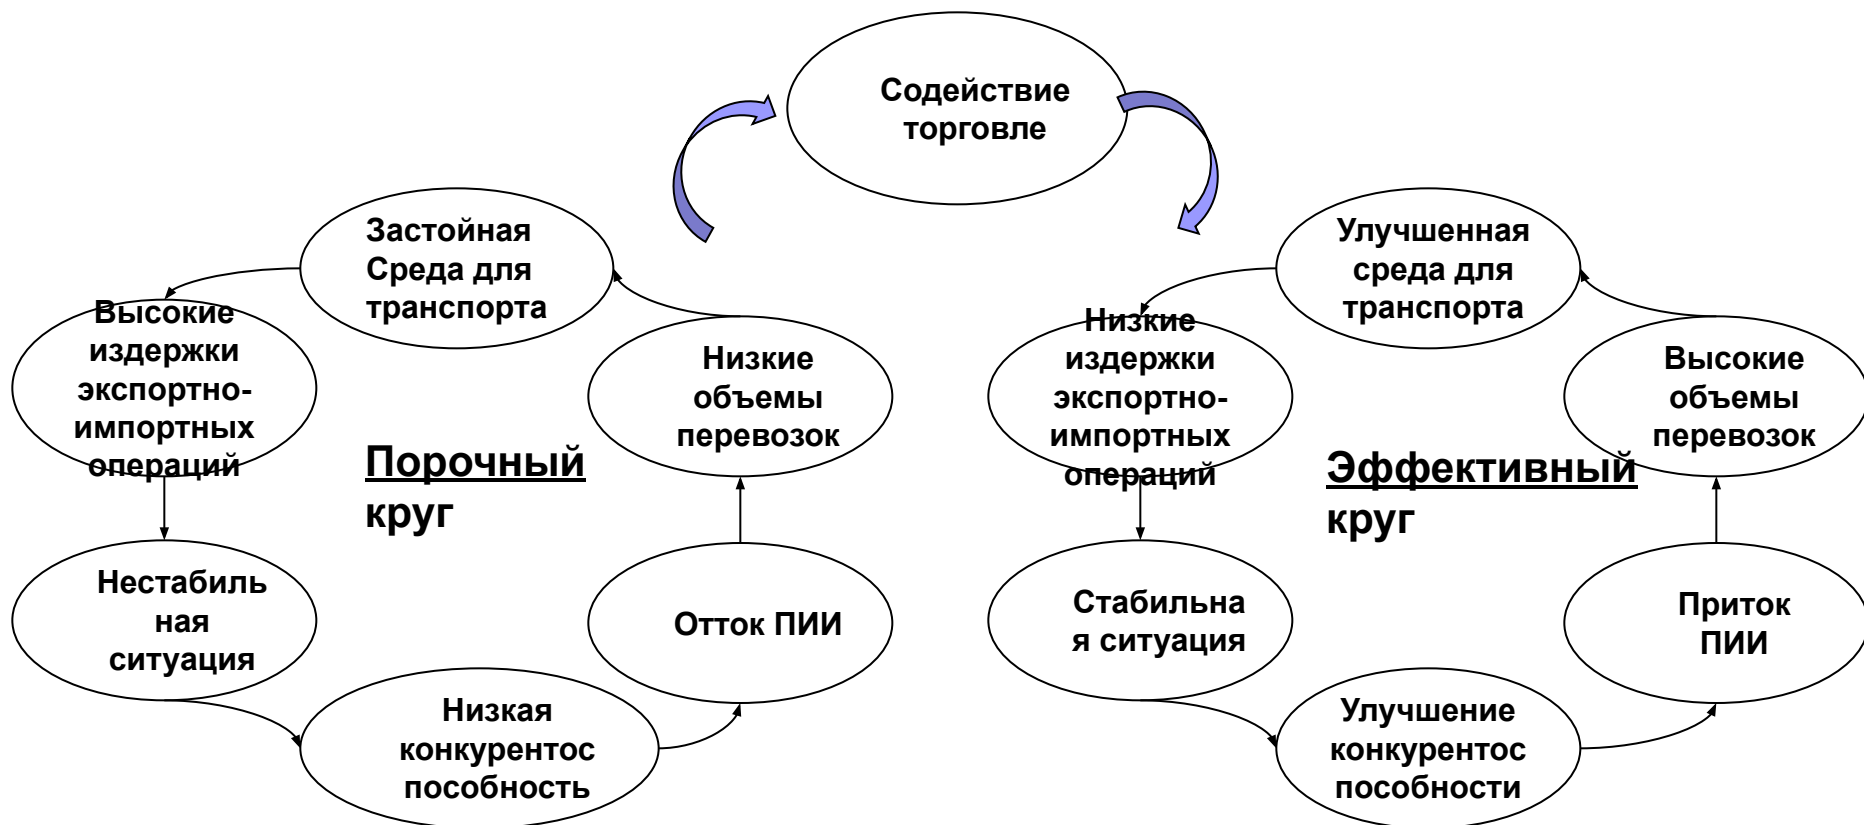 Содействие
торговле
Застойная
Среда для
транспорта
Высокие
издержки
экспортно-
импортных
операций
Низкие
объемы
перевозок
Порочный
круг
Нестабиль
ная
ситуация
Отток ПИИ
Низкая
конкурентос
пособность
Улучшенная
среда для
транспорта
Низкие
издержки
экспортно-
импортных
операций
Высокие
объемы
перевозок
Эффективный
круг
Стабильна
я ситуация
Приток
ПИИ
Улучшение
конкурентос
пособности